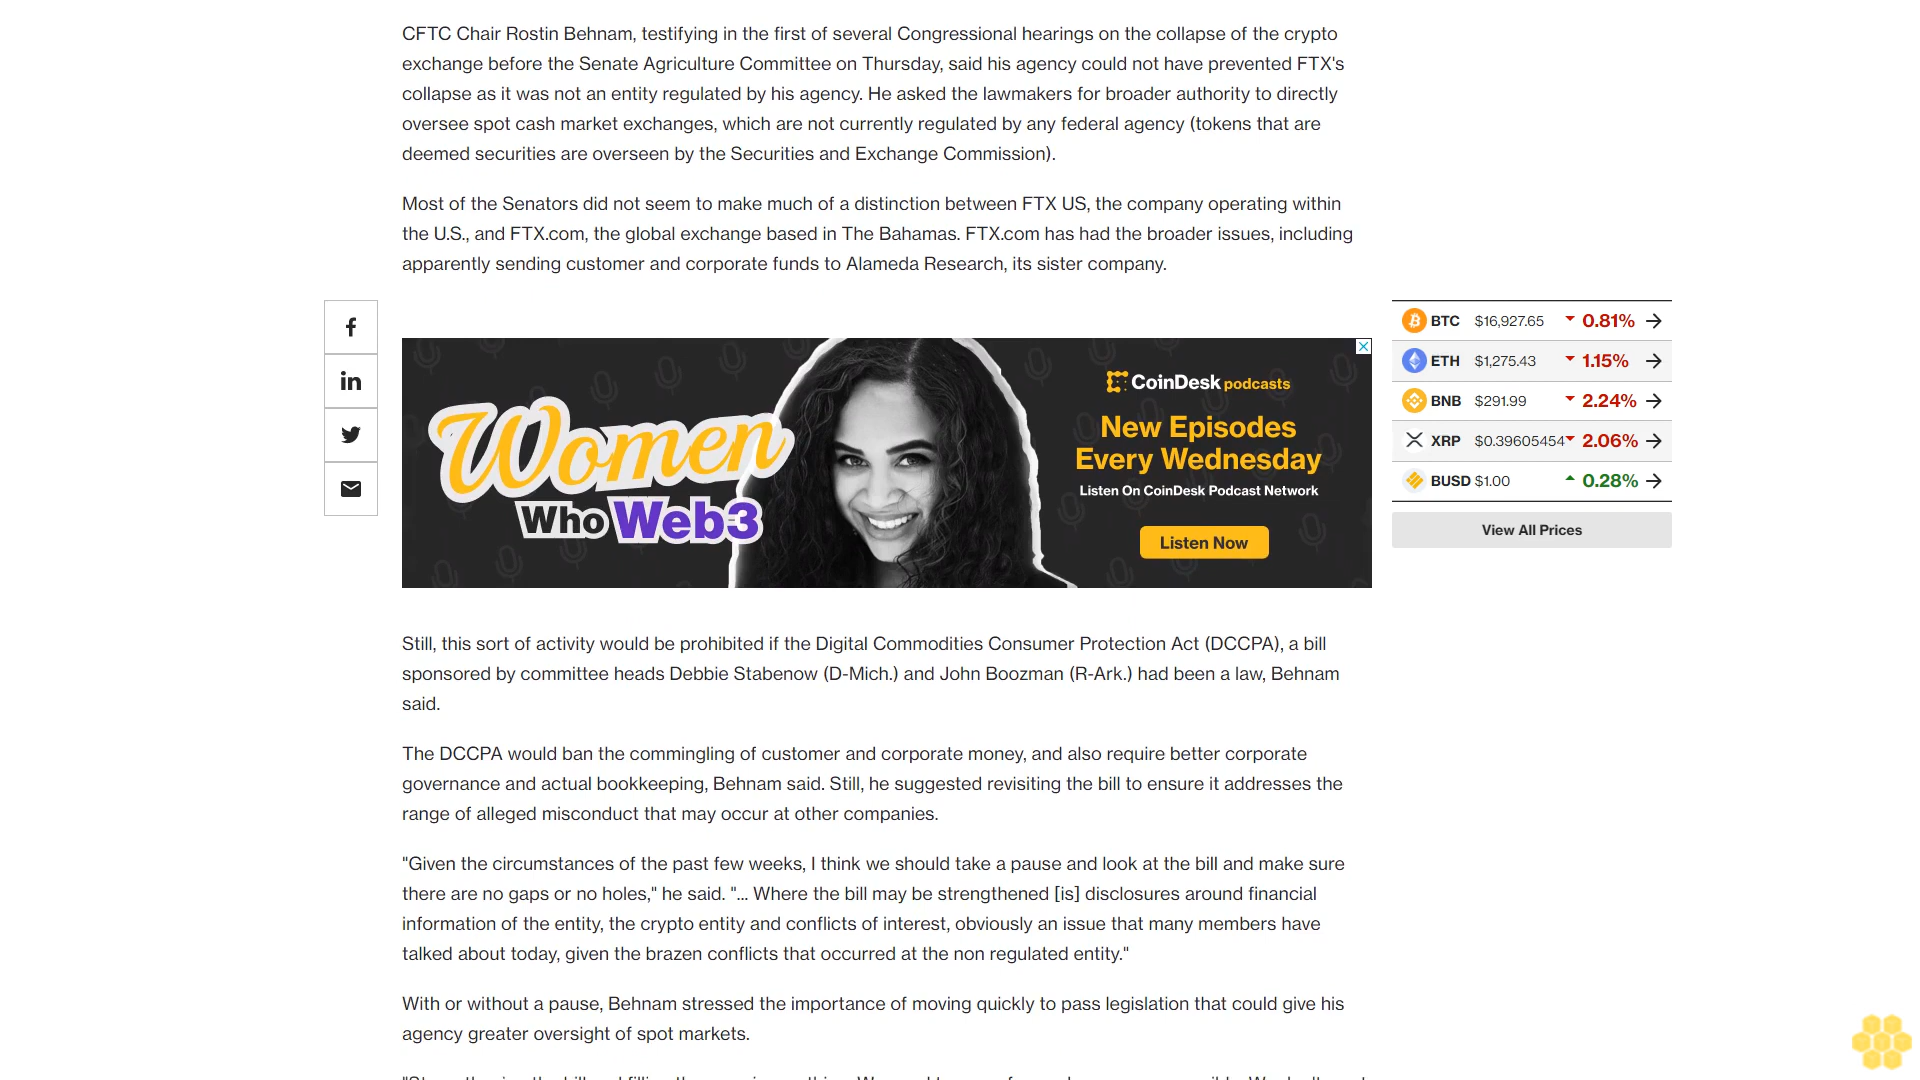 CFTC Chair Rostin Behnam, testifying in the first of several Congressional hearings on the collapse of the crypto
exchange before the Senate Agriculture Committee on Thursday, said his agency could not have prevented FTX's
collapse as it was not an entity regulated by his agency. He asked the lawmakers for broader authority to directly
oversee spot cash market exchanges, which are not currently regulated by any federal agency (tokens that are
deemed securities are overseen by the Securities and Exchange Commission).
Most of the Senators did not seem to make much of a distinction between FTX US, the company operating within
the U.S., and FTX.com, the global exchange based in The Bahamas. FTX.com has had the broader issues, including
apparently sending customer and corporate funds to Alameda Research, its sister company.
Women
Who Web3
CoinDesk podcasts
New Episodes
Every Wednesday
Listen On CoinDesk Podcast Network
Listen Now
BTC $16,927.65 0.81%
ETH $1,275.43 1.15%
BNB $291.99 2.24%
XRP $0.39605454 2.06%
BUSD $1.00 0.28%
View All Prices
Still, this sort of activity would be prohibited if the Digital Commodities Consumer Protection Act (DCCPA), a bill
sponsored by committee heads Debbie Stabenow (D-Mich.) and John Boozman (R-Ark.) had been a law, Behnam
said.
The DCCPA would ban the commingling of customer and corporate money, and also require better corporate
governance and actual bookkeeping, Behnam said. Still, he suggested revisiting the bill to ensure it addresses the
range of alleged misconduct that may occur at other companies.
"Given the circumstances of the past few weeks, I think we should take a pause and look at the bill and make sure
there are no gaps or no holes," he said. "... Where the bill may be strengthened [is] disclosures around financial
information of the entity, the crypto entity and conflicts of interest, obviously an issue that many members have
talked about today, given the brazen conflicts that occurred at the non regulated entity."
With or without a pause, Behnam stressed the importance of moving quickly to pass legislation that could give his
agency greater oversight of spot markets.